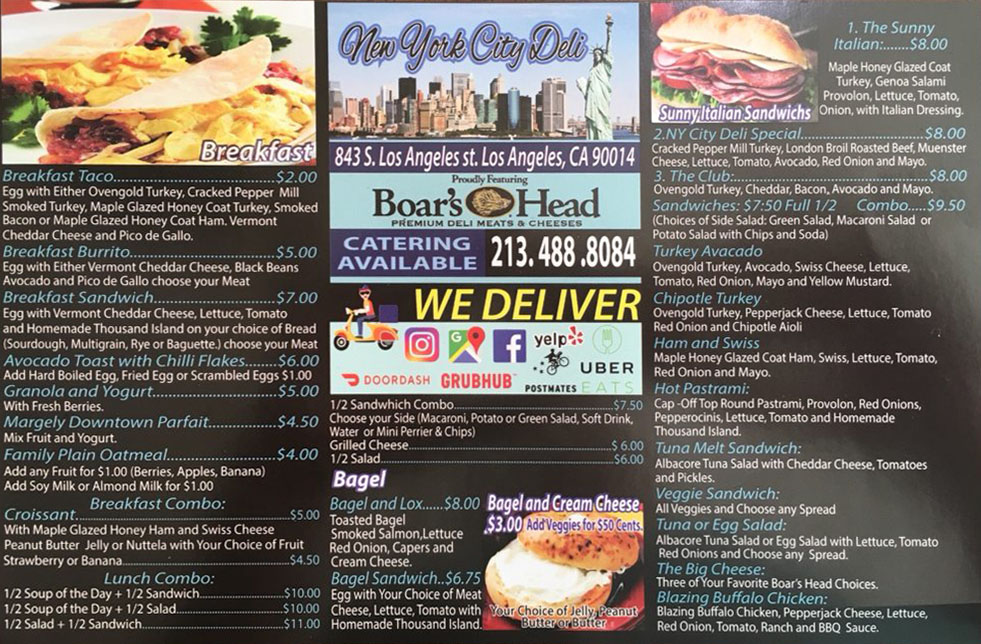 Breakfast
Breakfast Taco..............................$2.00
Egg with Either Ovengold Turkey, Cracked Pepper Mill
Smoked Turkey, Maple Glazed Honey Coat Turkey, Smoked
Bacon or Maple Glazed Honey Coat Ham, Vermont
Cheddar Cheese and Pico de Gallo.
Breakfast Burrito...........................$5.00
Egg with Either Vermont Cheddar Cheese, Black Beans
Avocado and Pico de Gallo choose your Meat
Breakfast Sandwich.......................$7.00
Egg with Vermont Cheddar Cheese, Lettuce, Tomato
and Homemade Thousand Island on your choice of Bread
(Sourdough, Multigrain, Rye or Baguette.) choose your Meat
Avocado Toast with Chilli Flakes.......$6.00
Add Hard Boiled Egg, Fried Egg or Scrambled Eggs $1.00
Granola and Yogurt.......................$5.00
With Fresh Berries.
Margely Downtown Parfait.............$4.50
Mix Fruit and Yogurt.
Family Plain Oatmeal.....................$4.00
Add any Fruit for $1.00 (Berries, Apples, Banana)
Add Soy Milk or Almond Milk for $1.00
Breakfast Combo:
Croissant..........................................$5.00
With Maple Glazed Honey Ham and Swiss Cheese
Peanut Butter Jelly or Nuttela with Your Choice of Fruit
Strawberry or Banana.................................$4.50
Lunch Combo:
1/2 Soup of the Day + 1/2 Sandwich.................$10.00
1/2 Soup of the Day + 1/2 Salad......................$10.00
1/2 Salad + 1/2 Sandwich..............................$11.00
New York City Deli
843 S. Los Angeles st. Los Angeles, CA 90014
Proudly Featuring
Boar's Head
PREMIUM DELI MEATS & CHEESES
CATERING
AVAILABLE 213.488.8084
WE DELIVER
yelp
UBER
EATS
DOORDASH GRUBHUB POSTMATES
1/2 Sandwhich Combo..........................................$7.50
Choose your Side (Macaroni, Potato or Green Salad, Soft Drink,
Water or Mini Perrier & Chips)
Grilled Cheese....................................................$ 6.00
1/2 Salad...........................................................$6.00
Bagel
Bagel and Lox......$8.00
Toasted Bagel
Smoked Salmon,Lettuce
Red Onion, Capers and
Cream Cheese.
Bagel Sandwich..$6.75
Egg with Your Choice of Meat
Cheese, Lettuce, Tomato with
Homemade Thousand Island.
Bagel and Cream Cheese
$3.00 Add Veggies for $50 Cents.
Your Choice of Jelly, Peanut
Butter or Butter
Sunny Italian Sandwichs
1. The Sunny
Italian:.......$8.00
Maple Honey Glazed Coat
Turkey, Genoa Salami
Provolon, Lettuce, Tomato,
Onion, with Italian Dressing.
2.NY City Deli Special.......................$8.00
Cracked Pepper Mill Turkey, London Broil Roasted Beef, Muenster
Cheese, Lettuce, Tomato, Avocado, Red Onion and Mayo.
3. The Club:....................................$8.00
Ovengold Turkey, Cheddar, Bacon, Avocado and Mayo.
Sandwiches: $7:50 Full 1/2 Combo.....$9.50
(Choices of Side Salad: Green Salad, Macaroni Salad or
Potato Salad with Chips and Soda)
Turkey Avacado
Ovengold Turkey, Avocado, Swiss Cheese, Lettuce,
Tomato, Red Onion, Mayo and Yellow Mustard.
Chipotle Turkey
Ovengold Turkey, Pepperjack Cheese, Lettuce, Tomato
Red Onion and Chipotle Aioli
Ham and Swiss
Maple Honey Glazed Coat Ham, Swiss, Lettuce, Tomato,
Red Onion and Mayo.
Hot Pastrami:
Cap -Off Top Round Pastrami, Provolon, Red Onions,
Pepperocinis, Lettuce, Tomato and Homemade
Thousand Island.
Tuna Melt Sandwich:
Albacore Tuna Salad with Cheddar Cheese, Tomatoes
and Pickles.
Veggie Sandwich:
All Veggies and Choose any Spread
Tuna or Egg Salad:
Albacore Tuna Salad or Egg Salad with Lettuce, Tomato
Red Onions and Choose any Spread.
The Big Cheese:
Three of Your Favorite Boar's Head Choices.
Blazing Buffalo Chicken:
Blazing Buffalo Chicken, Pepperjack Cheese, Lettuce,
Red Onion, Tomato, Ranch and BBQ Sauce.